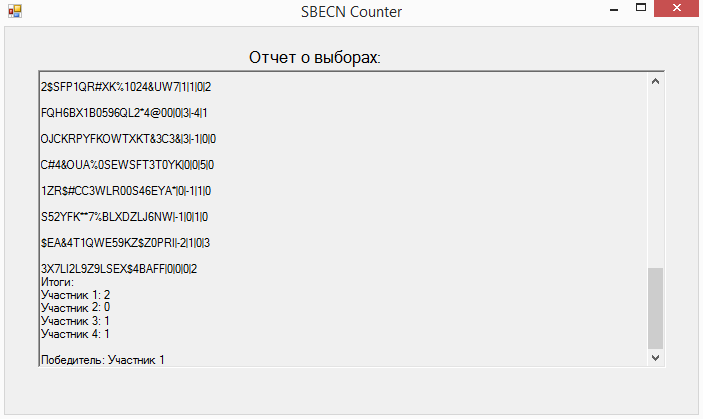 SBECN Counter
Отчет о выборах:
2$SFP1QR#XK%1024&UW7|1|1|0|2
FQH6BX1B0596QL2*4@00|0|3|-4|1
OJCKRPYFKOWTXKT&3C3&|3|-1|0|0
C#4&OUA%0SEWSFT3T0YK|0|0|5|0
1ZR$#CC3WLR00S46EYA*|0|-1|1|0
S52YFK**7%BLXDZLJ6NW|-1|0|1|0
$EA&4T1QWE59KZ$Z0PRI|-2|1|0|3
3X7LI2L9Z9LSEX$4BAFF|0|0|0|2
Итоги:
Участник 1: 2
Участник 2: 0
Участник 3: 1
Участник 4: 1
Победитель: Участник 1